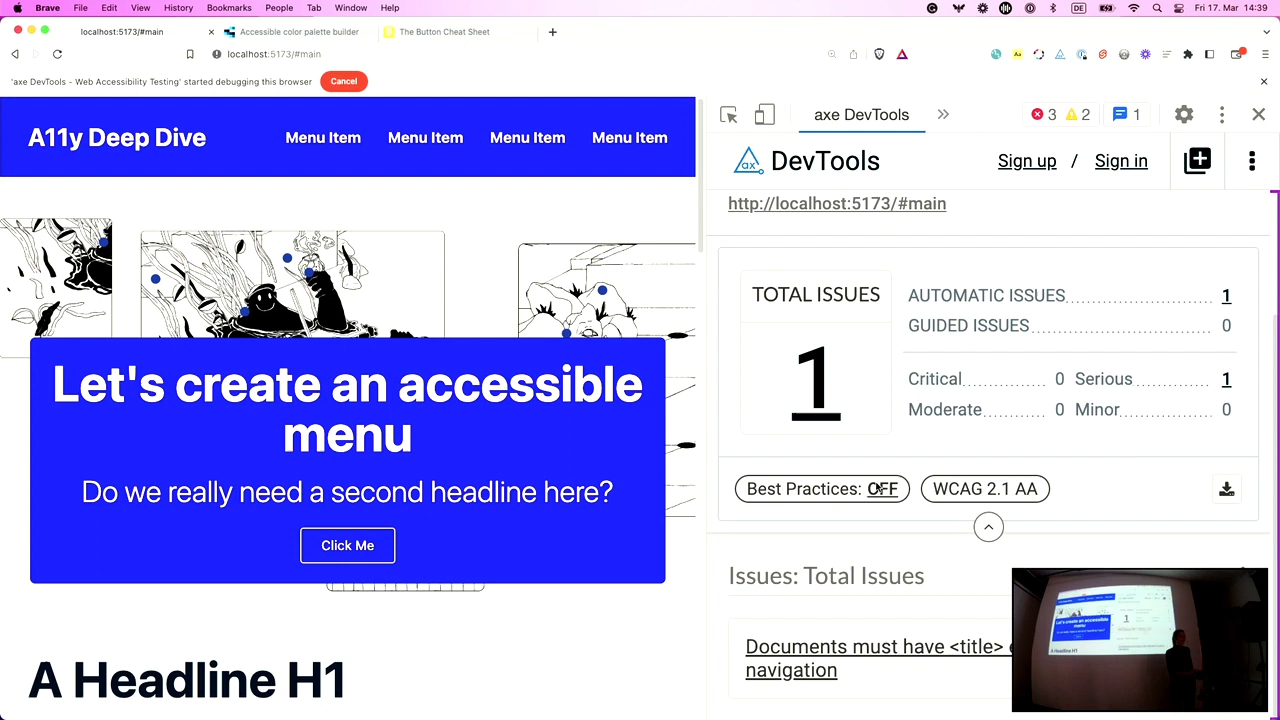 Brave File Edit View History Bookmarks People Tab Window Help DE Fri 17. Mar 14:39
localhost:5173/#main Accessible color palette builder The Button Cheat Sheet
localhost:5173/#main
'axe DevTools - Web Accessibility Testing' started debugging this browser Cancel
A11y Deep Dive Menu Item Menu Item Menu Item Menu Item
Let's create an accessible
menu
Do we really need a second headline here?
Click Me
A Headline H1
axe DevTools 3 2 1
DevTools Sign up / Sign in
http://localhost:5173/#main
TOTAL ISSUES
1
AUTOMATIC ISSUES 1
GUIDED ISSUES 0
Critical 0 Serious 1
Moderate 0 Minor 0
Best Practices: OFF WCAG 2.1 AA
Issues: Total Issues
Documents must have <title>
navigation